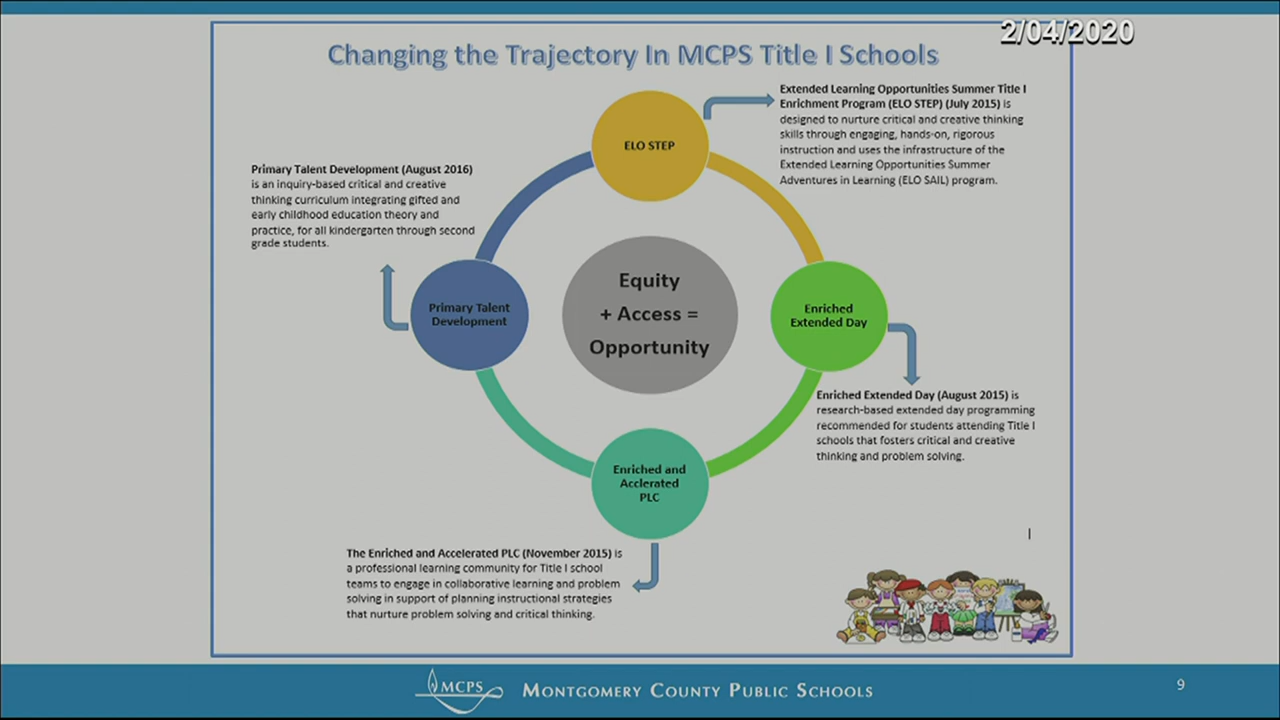 2/04/2020
Changing the Trajectory In MCPS Title I Schools
Extended Learning Opportunities Summer Title I
Enrichment Program (ELO STEP) (July 2015) is
designed to nurture critical and creative thinking
skills through engaging, hands-on, rigorous
instruction and uses the infrastructure of the
Extended Learning Opportunities Summer
Adventures in Learning (ELO SAIL) program.
ELO STEP
Primary Talent Development (August 2016)
is an inquiry-based critical and creative
thinking curriculum integrating gifted and
early childhood education theory and
practice, for all kindergarten through second
grade students.
Primary Talent
Development
Equity
+ Access =
Opportunity
Enriched
Extended Day
Enriched Extended Day (August 2015) is
research-based extended day programming
recommended for students attending Title I
schools that fosters critical and creative
thinking and problem solving.
Enriched and
Acclerated
PLC
The Enriched and Accelerated PLC (November 2015) is
a professional learning community for Title I school
teams to engage in collaborative learning and problem
solving in support of planning instructional strategies
that nurture problem solving and critical thinking.
MCPS
MONTGOMERY COUNTY PUBLIC SCHOOLS
9